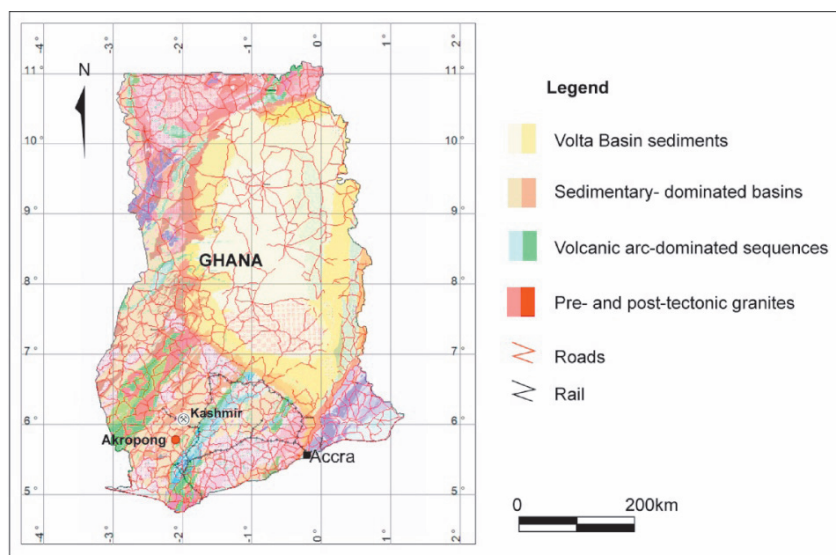 -4° -3° -2° -1° 0° 1° 2°
N
11° 11°
10° 10°
9° 9°
GHANA
8° 8°
7° 7°
Kashmir
6° 6°
Akropong
Accra
5° 5°
-4° -3° -2° -1° 0° 1° 2°
Legend
Volta Basin sediments
Sedimentary- dominated basins
Volcanic arc-dominated sequences
Pre- and post-tectonic granites
Roads
Rail
0 200km